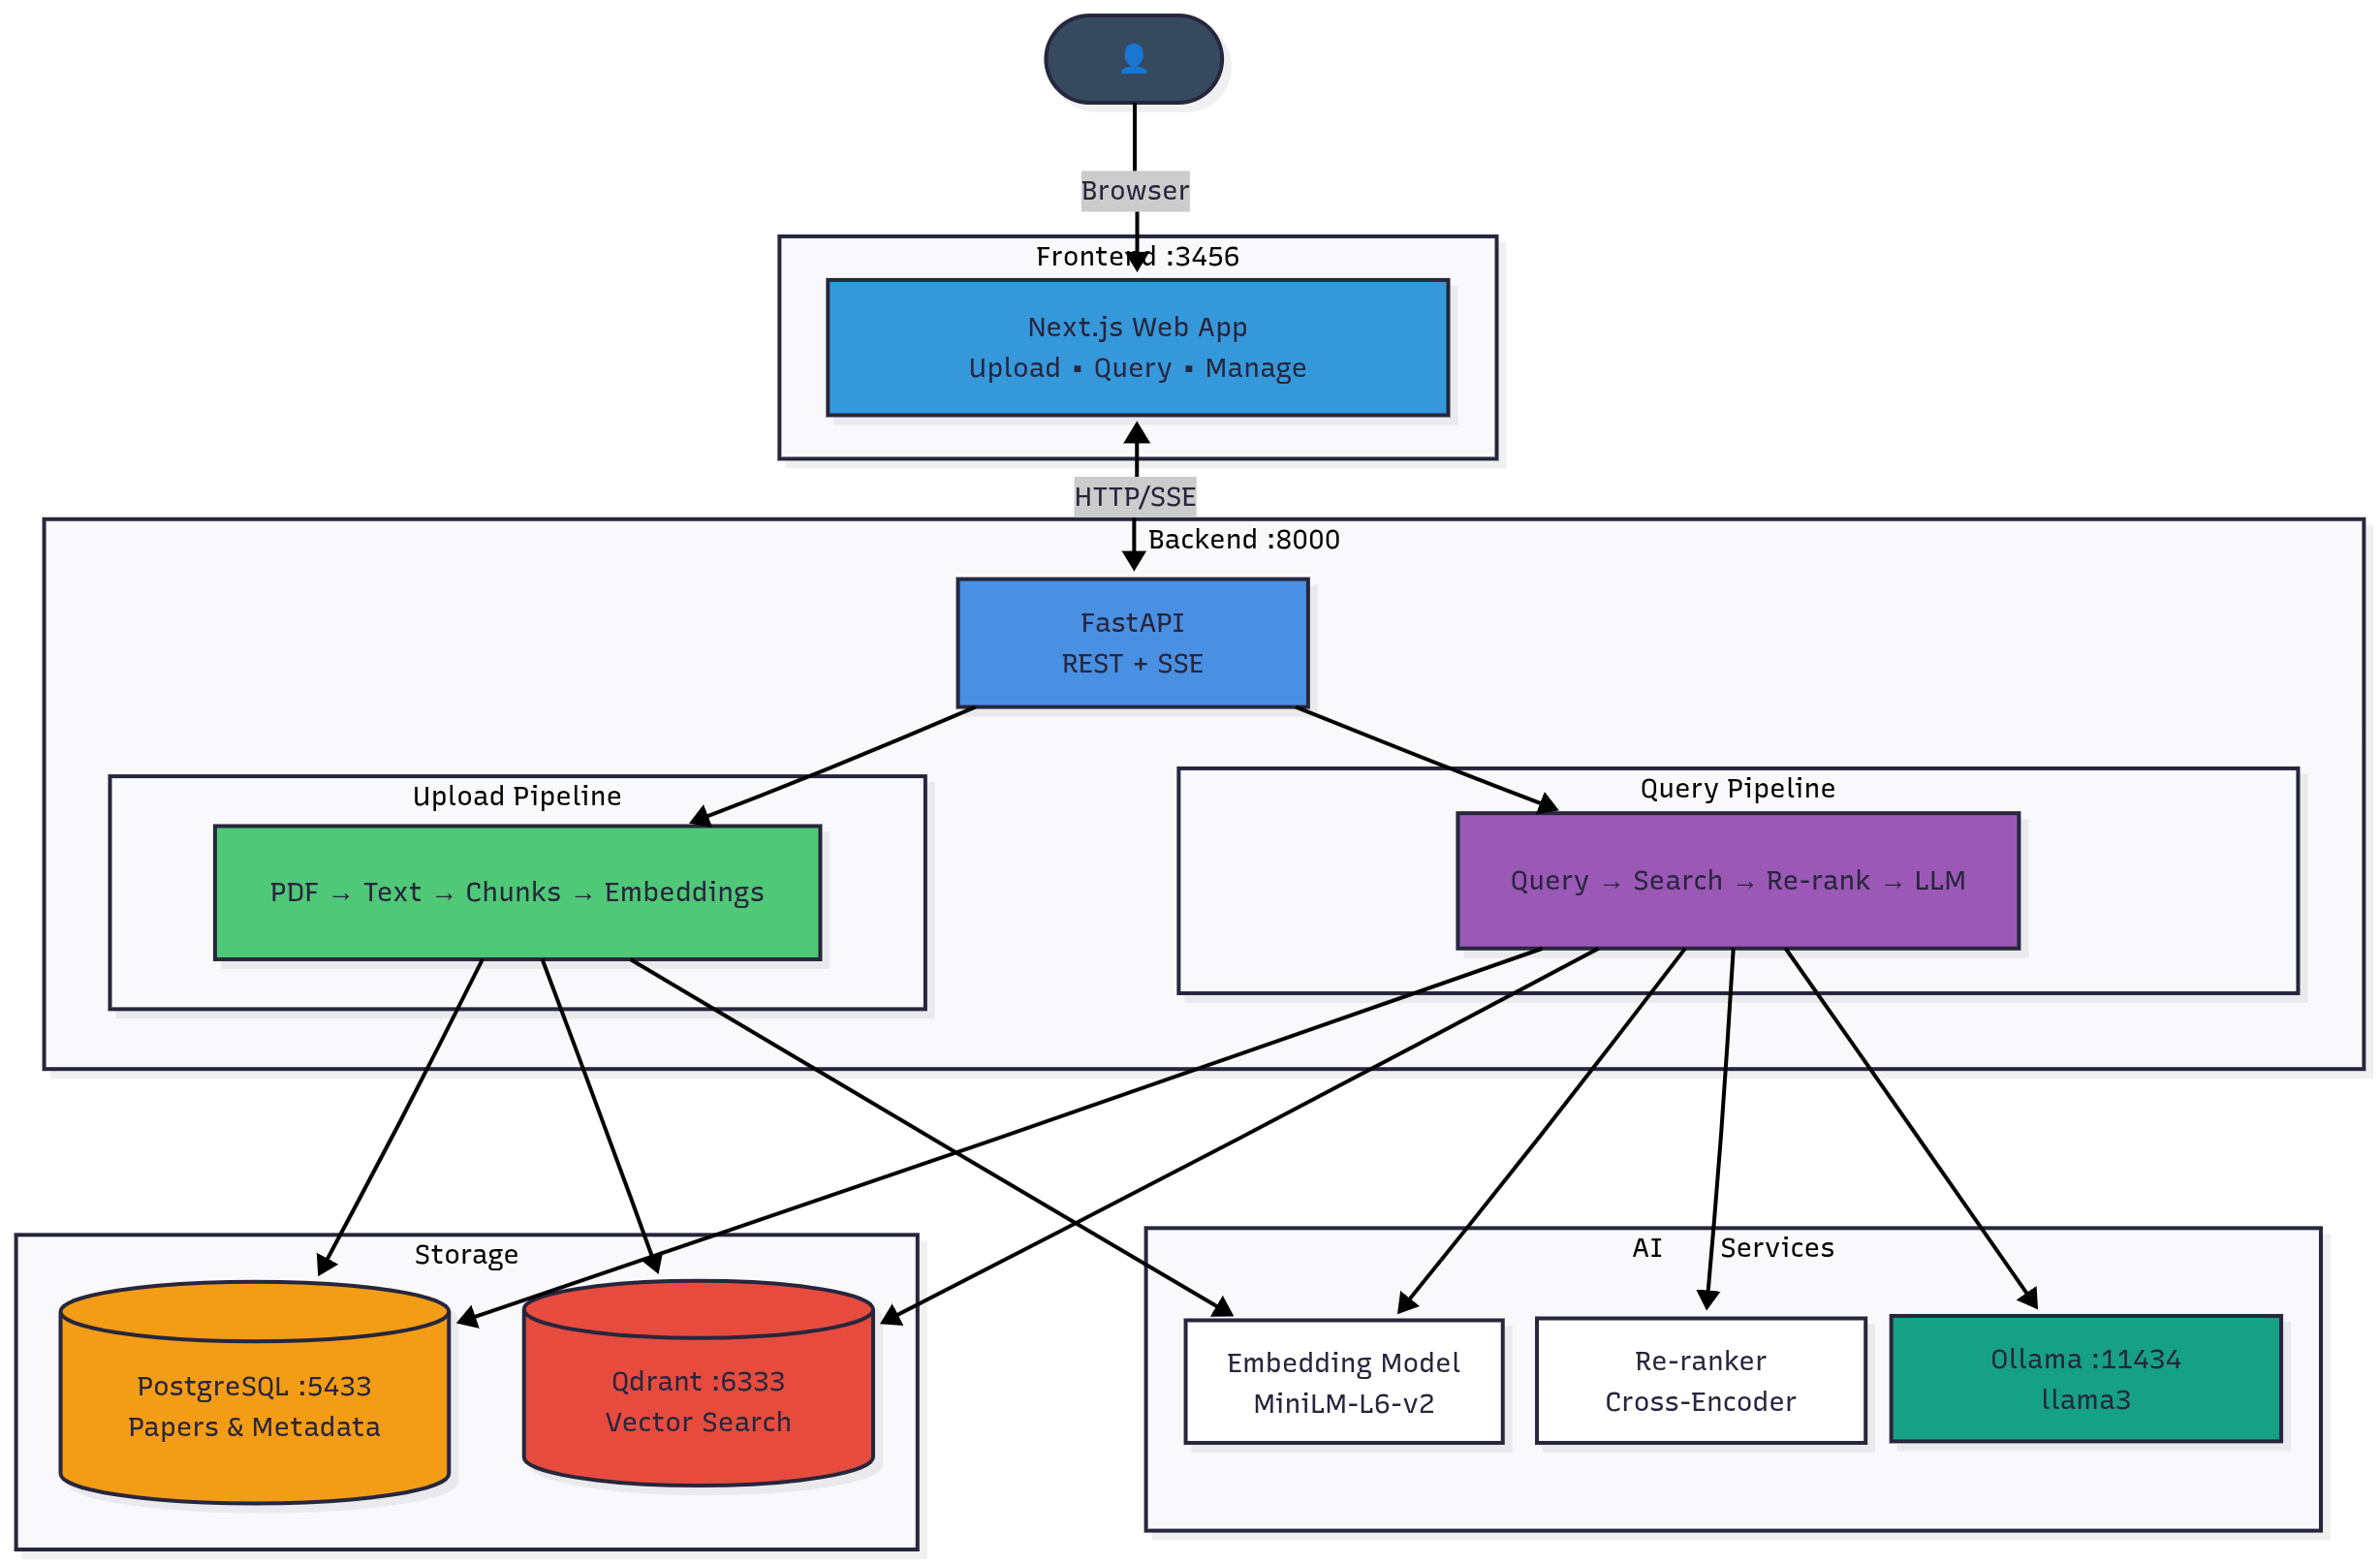 Browser
Frontend :3456
Next.js Web App
Upload ▪ Query ▪ Manage
HTTP/SSE
Backend :8000
FastAPI
REST + SSE
Upload Pipeline
PDF → Text → Chunks → Embeddings
Query Pipeline
Query → Search → Re-rank → LLM
Storage
PostgreSQL :5433
Papers & Metadata
Qdrant :6333
Vector Search
AI Services
Embedding Model
MiniLM-L6-v2
Re-ranker
Cross-Encoder
Ollama :11434
llama3